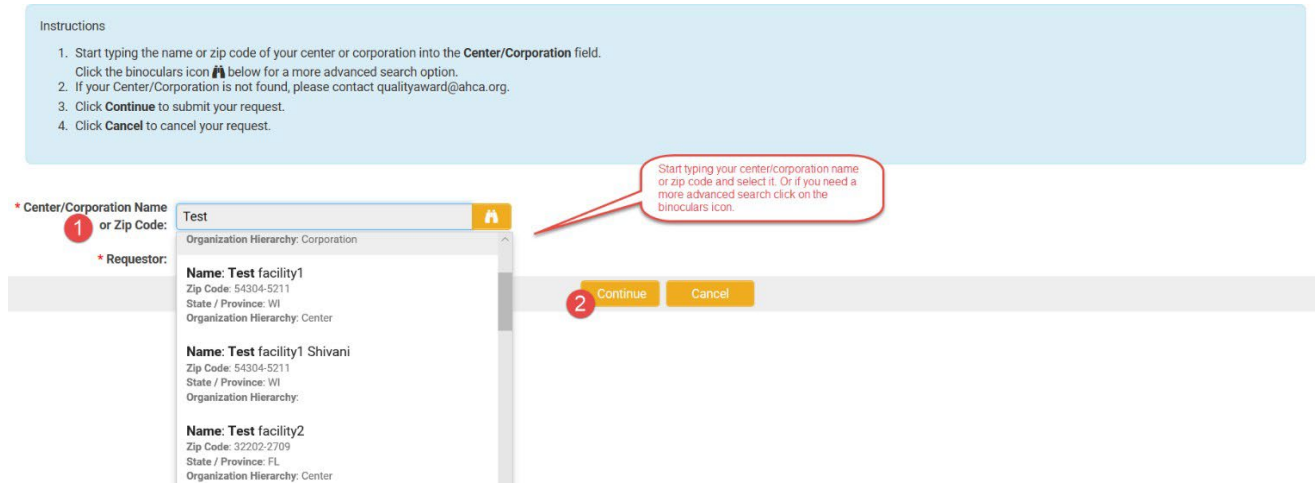 Instructions
1. Start typing the name or zip code of your center or corporation into the Center/Corporation field.
Click the binoculars icon below for a more advanced search option.
2. If your Center/Corporation is not found, please contact qualityaward@ahca.org.
3. Click Continue to submit your request.
4. Click Cancel to cancel your request.
Start typing your center/corporation name
or zip code and select it. Or if you need a
more advanced search click on the
binoculars icon.
* Center/Corporation Name
or Zip Code:
1
Test
Organization Hierarchy: Corporation
* Requestor:
Name: Test facility1
Zip Code: 54304-5211
State / Province: WI
Organization Hierarchy: Center
2
Continue
Cancel
Name: Test facility1 Shivani
Zip Code: 54304-5211
State / Province: WI
Organization Hierarchy:
Name: Test facility2
Zip Code: 32202-2709
State / Province: FL
Organization Hierarchy: Center